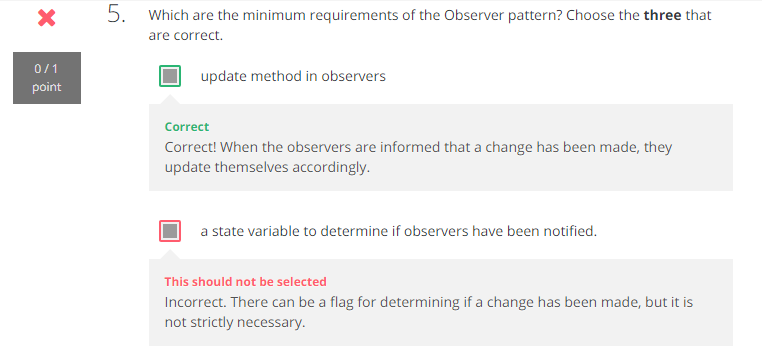 5. Which are the minimum requirements of the Observer pattern? Choose the three that
are correct.
0 / 1
point
update method in observers
Correct
Correct! When the observers are informed that a change has been made, they
update themselves accordingly.
a state variable to determine if observers have been notified.
This should not be selected
Incorrect. There can be a flag for determining if a change has been made, but it is
not strictly necessary.